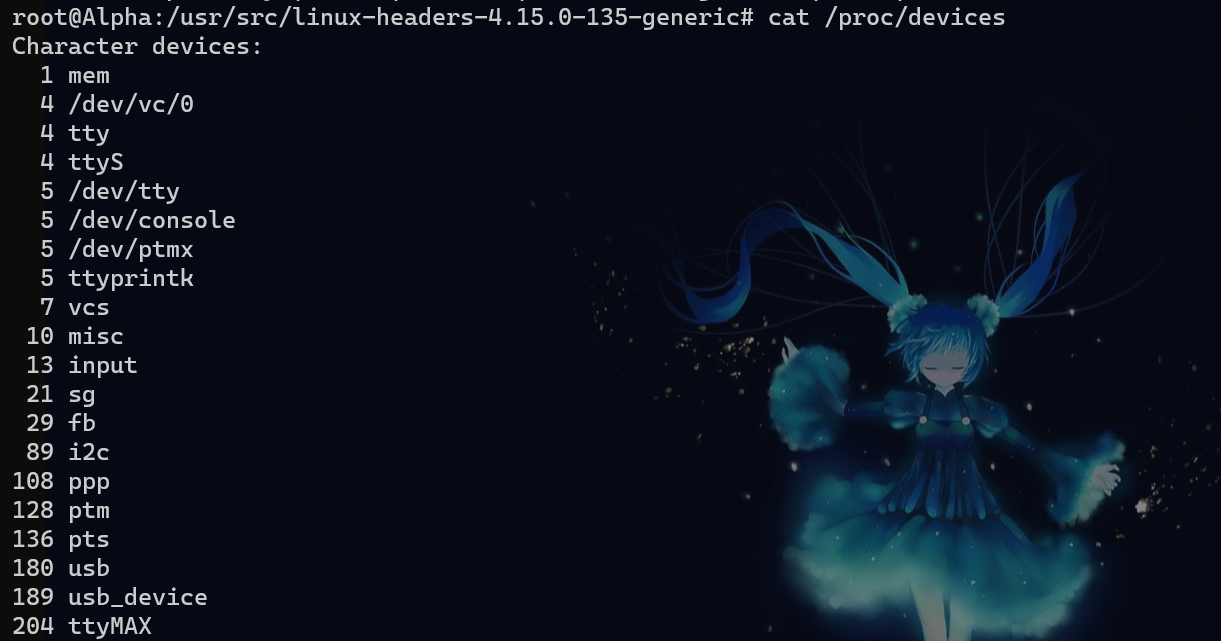 root@Alpha:/usr/src/linux-headers-4.15.0-135-generic# cat /proc/devices
Character devices:
  1 mem
  4 /dev/vc/0
  4 tty
  4 ttyS
  5 /dev/tty
  5 /dev/console
  5 /dev/ptmx
  5 ttyprintk
  7 vcs
 10 misc
 13 input
 21 sg
 29 fb
 89 i2c
108 ppp
128 ptm
136 pts
180 usb
189 usb_device
204 ttyMAX